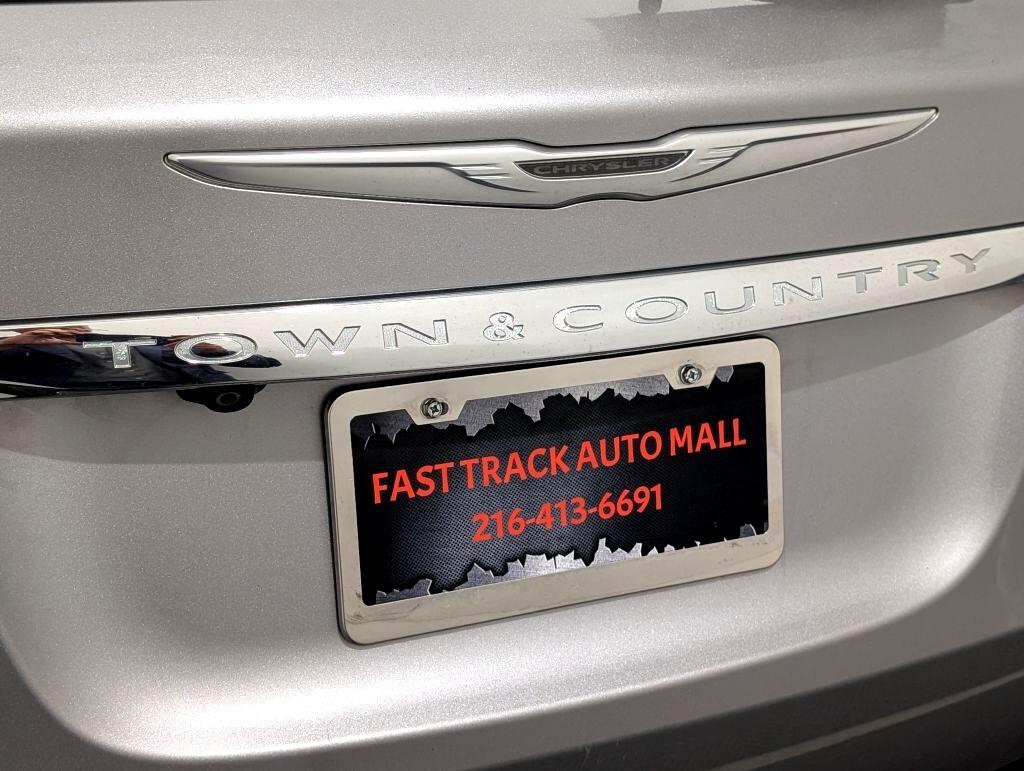 CHRYSLER
TOWN & COUNTRY
FAST TRACK AUTO MALL
216-413-6691